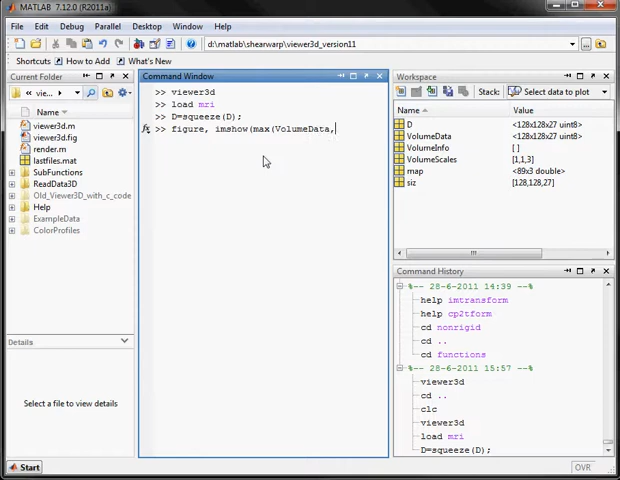 MATLAB 7.12.0 (R2011a)
File Edit Debug Parallel Desktop Window Help
d:\matlab\shearwarp\viewer3d_version11
Shortcuts How to Add What's New
Current Folder
« vie...
Name
viewer3d.m
viewer3d.fig
render.m
lastfiles.mat
SubFunctions
ReadData3D
Old_Viewer3D_with_c_code
Help
ExampleData
ColorProfiles
Details
Select a file to view details
Command Window
>> viewer3d
>> load mri
>> D=squeeze(D);
fx >> figure, imshow(max(VolumeData,
Workspace
Stack: Select data to plot
Name Value
D <128x128x27 uint8>
VolumeData <128x128x27 uint8>
VolumeInfo [ ]
VolumeScales [1,1,3]
map <89x3 double>
siz [128,128,27]
Command History
%-- 28-6-2011 14:39 --%
help imtransform
help cp2tform
cd nonrigid
cd ..
cd functions
%-- 28-6-2011 15:57 --%
viewer3d
cd ..
clc
viewer3d
load mri
D=squeeze(D);
Start
OVR